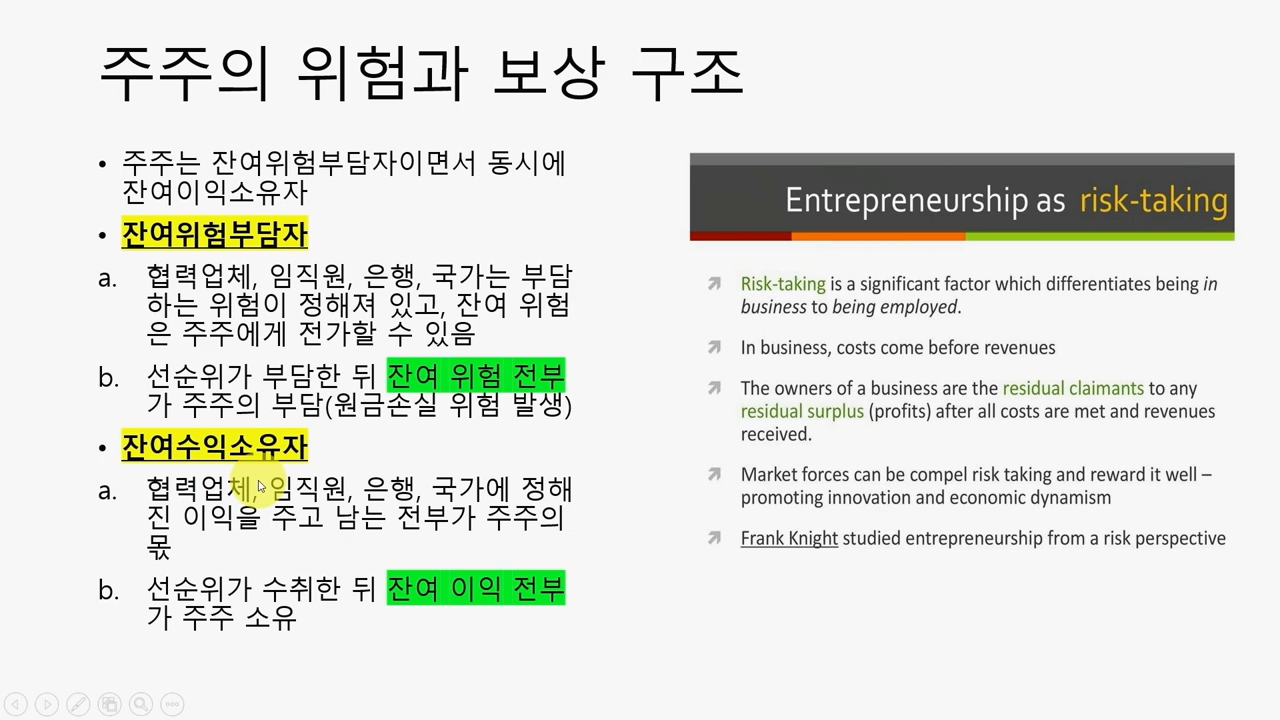 주주의 위험과 보상 구조
• 주주는 잔여위험부담자이면서 동시에
잔여이익소유자
• 잔여위험부담자
a. 협력업체, 임직원, 은행, 국가는 부담
하는 위험이 정해져 있고, 잔여 위험
은 주주에게 전가할 수 있음
b. 선순위가 부담한 뒤 잔여 위험 전부
가 주주의 부담(원금손실 위험 발생)
• 잔여수익소유자
a. 협력업체, 임직원, 은행, 국가에 정해
진 이익을 주고 남는 전부가 주주의
몫
b. 선순위가 수취한 뒤 잔여 이익 전부
가 주주 소유
Entrepreneurship as risk-taking
Risk-taking is a significant factor which differentiates being in
business to being employed.
In business, costs come before revenues
The owners of a business are the residual claimants to any
residual surplus (profits) after all costs are met and revenues
received.
Market forces can be compel risk taking and reward it well –
promoting innovation and economic dynamism
Frank Knight studied entrepreneurship from a risk perspective